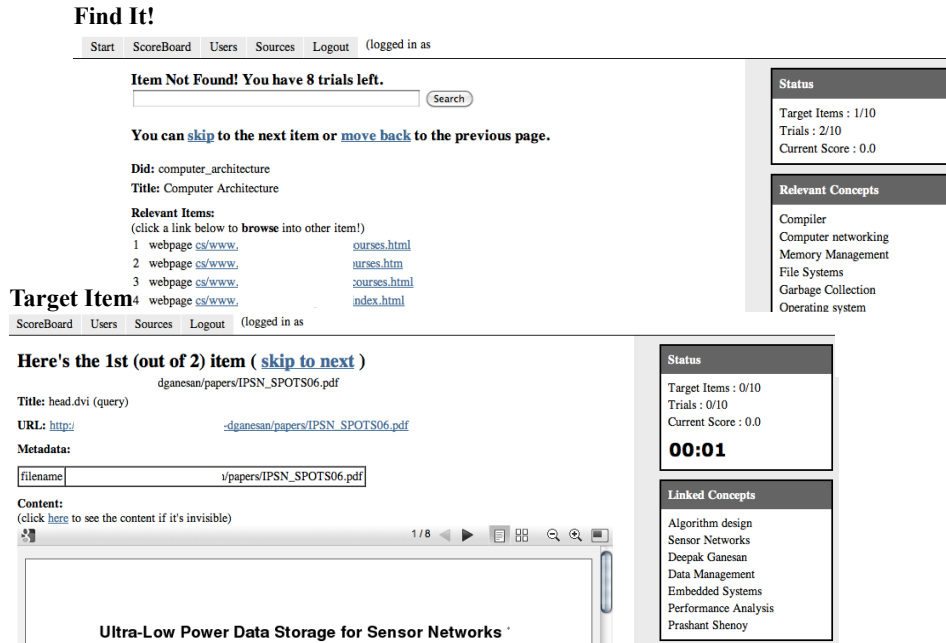 Find It!
Start ScoreBoard Users Sources Logout (logged in as
Item Not Found! You have 8 trials left.
Search
You can skip to the next item or move back to the previous page.
Did: computer_architecture
Title: Computer Architecture
Relevant Items:
(click a link below to browse into other item!)
1 webpage cs/www. ourses.html
2 webpage cs/www. urses.htm
3 webpage cs/www. courses.html
4 webpage cs/www. index.html
Status
Target Items : 1/10
Trials : 2/10
Current Score : 0.0
Relevant Concepts
Compiler
Computer networking
Memory Management
File Systems
Garbage Collection
Operating system
Target Item
ScoreBoard Users Sources Logout (logged in as
Here's the 1st (out of 2) item ( skip to next )
dganesan/papers/IPSN_SPOTS06.pdf
Title: head.dvi (query)
URL: http:/ -dganesan/papers/IPSN_SPOTS06.pdf
Metadata:
filename ı/papers/IPSN_SPOTS06.pdf
Content:
(click here to see the content if it's invisible)
1/8
Ultra-Low Power Data Storage for Sensor Networks *
Status
Target Items : 0/10
Trials : 0/10
Current Score : 0.0
00:01
Linked Concepts
Algorithm design
Sensor Networks
Deepak Ganesan
Data Management
Embedded Systems
Performance Analysis
Prashant Shenoy